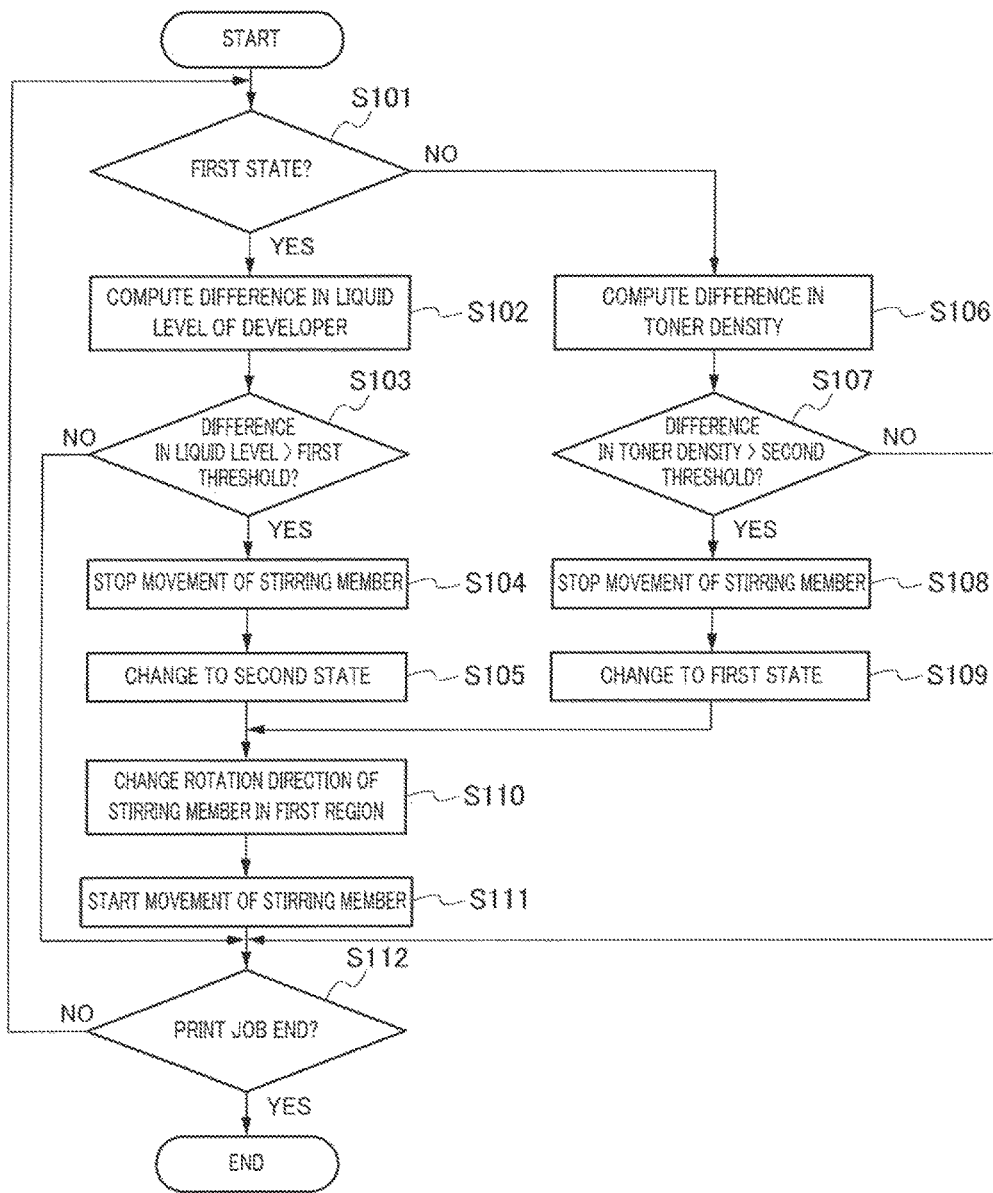 START
S101
FIRST STATE?
NO
YES
COMPUTE DIFFERENCE IN LIQUID
LEVEL OF DEVELOPER
S102
COMPUTE DIFFERENCE IN
TONER DENSITY
S106
S103
DIFFERENCE
IN LIQUID LEVEL > FIRST
THRESHOLD?
NO
YES
S107
DIFFERENCE
IN TONER DENSITY > SECOND
THRESHOLD?
NO
YES
STOP MOVEMENT OF STIRRING MEMBER
S104
STOP MOVEMENT OF STIRRING MEMBER
S108
CHANGE TO SECOND STATE
S105
CHANGE TO FIRST STATE
S109
CHANGE ROTATION DIRECTION OF
STIRRING MEMBER IN FIRST REGION
S110
START MOVEMENT OF STIRRING MEMBER
S111
S112
NO
PRINT JOB END?
YES
END